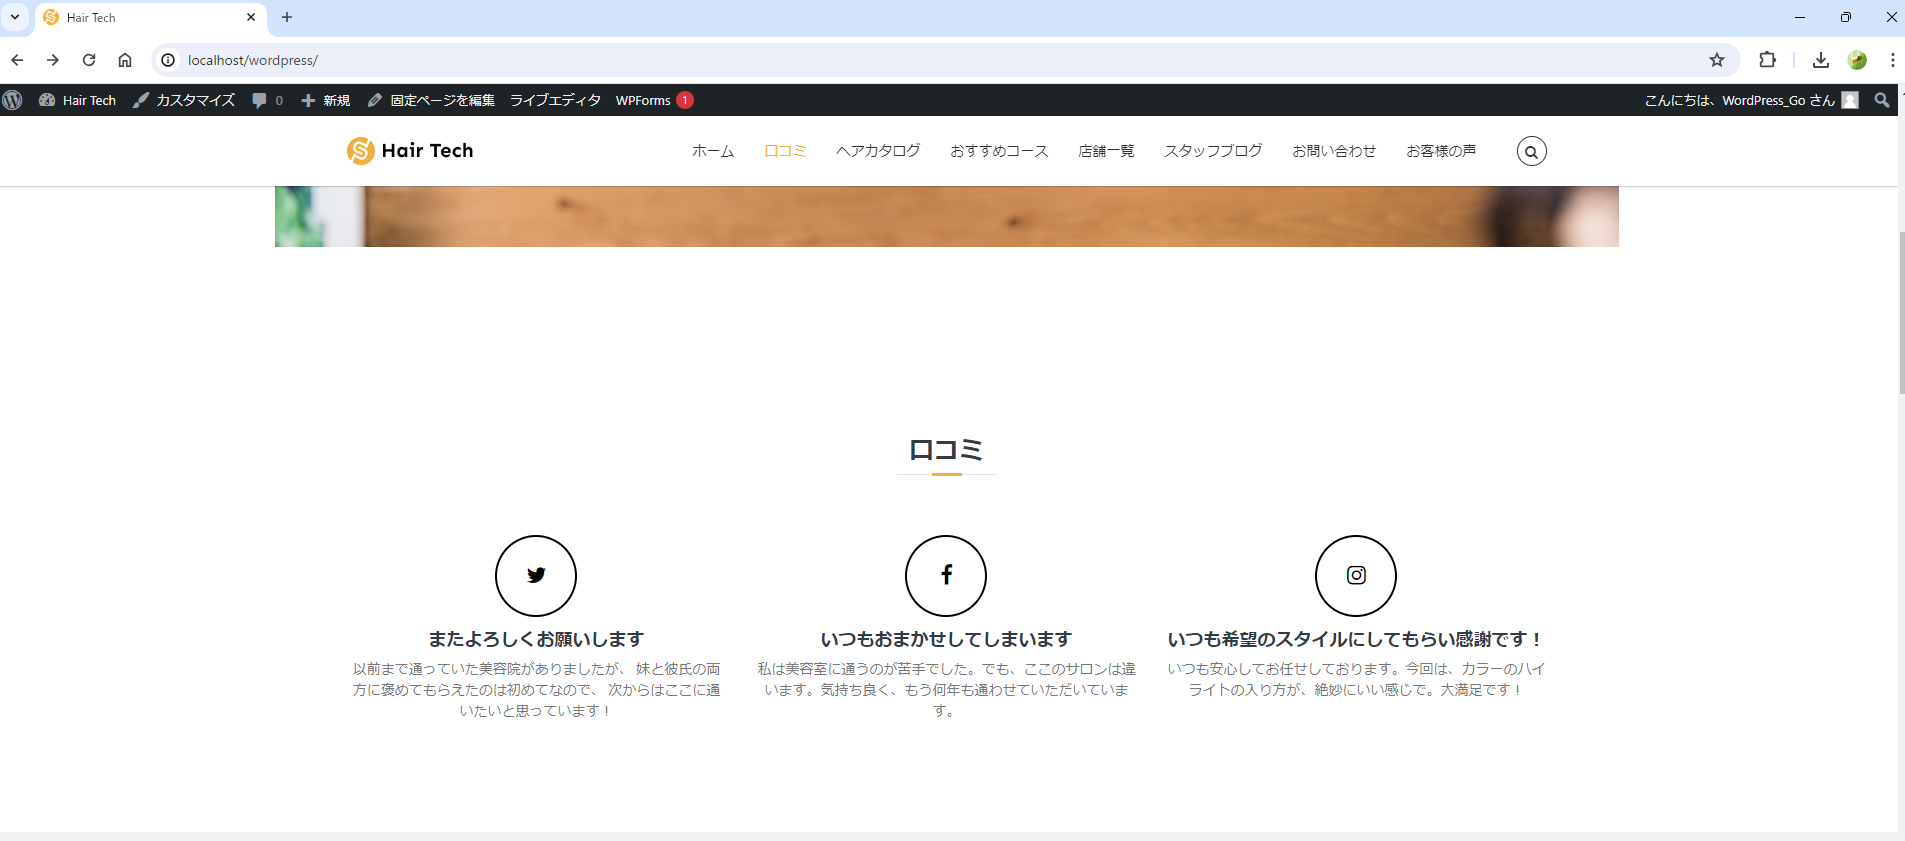 Hair Tech
localhost/wordpress/
Hair Tech カスタマイズ 0 新規 固定ページを編集 ライブエディタ WPForms 1 こんにちは、WordPress_Go さん
Hair Tech ホーム 口コミ ヘアカタログ おすすめコース 店舗一覧 スタッフブログ お問い合わせ お客様の声
口コミ
またよろしくお願いします
以前まで通っていた美容院がありましたが、 妹と彼氏の両
方に褒めてもらえたのは初めてなので、 次からはここに通
いたいと思っています！
いつもおまかせしてしまいます
私は美容室に通うのが苦手でした。でも、ここのサロンは違
います。気持ち良く、もう何年も通わせていただいていま
す。
いつも希望のスタイルにしてもらい感謝です！
いつも安心してお任せしております。今回は、カラーのハイ
ライトの入り方が、絶妙にいい感じで。大満足です！